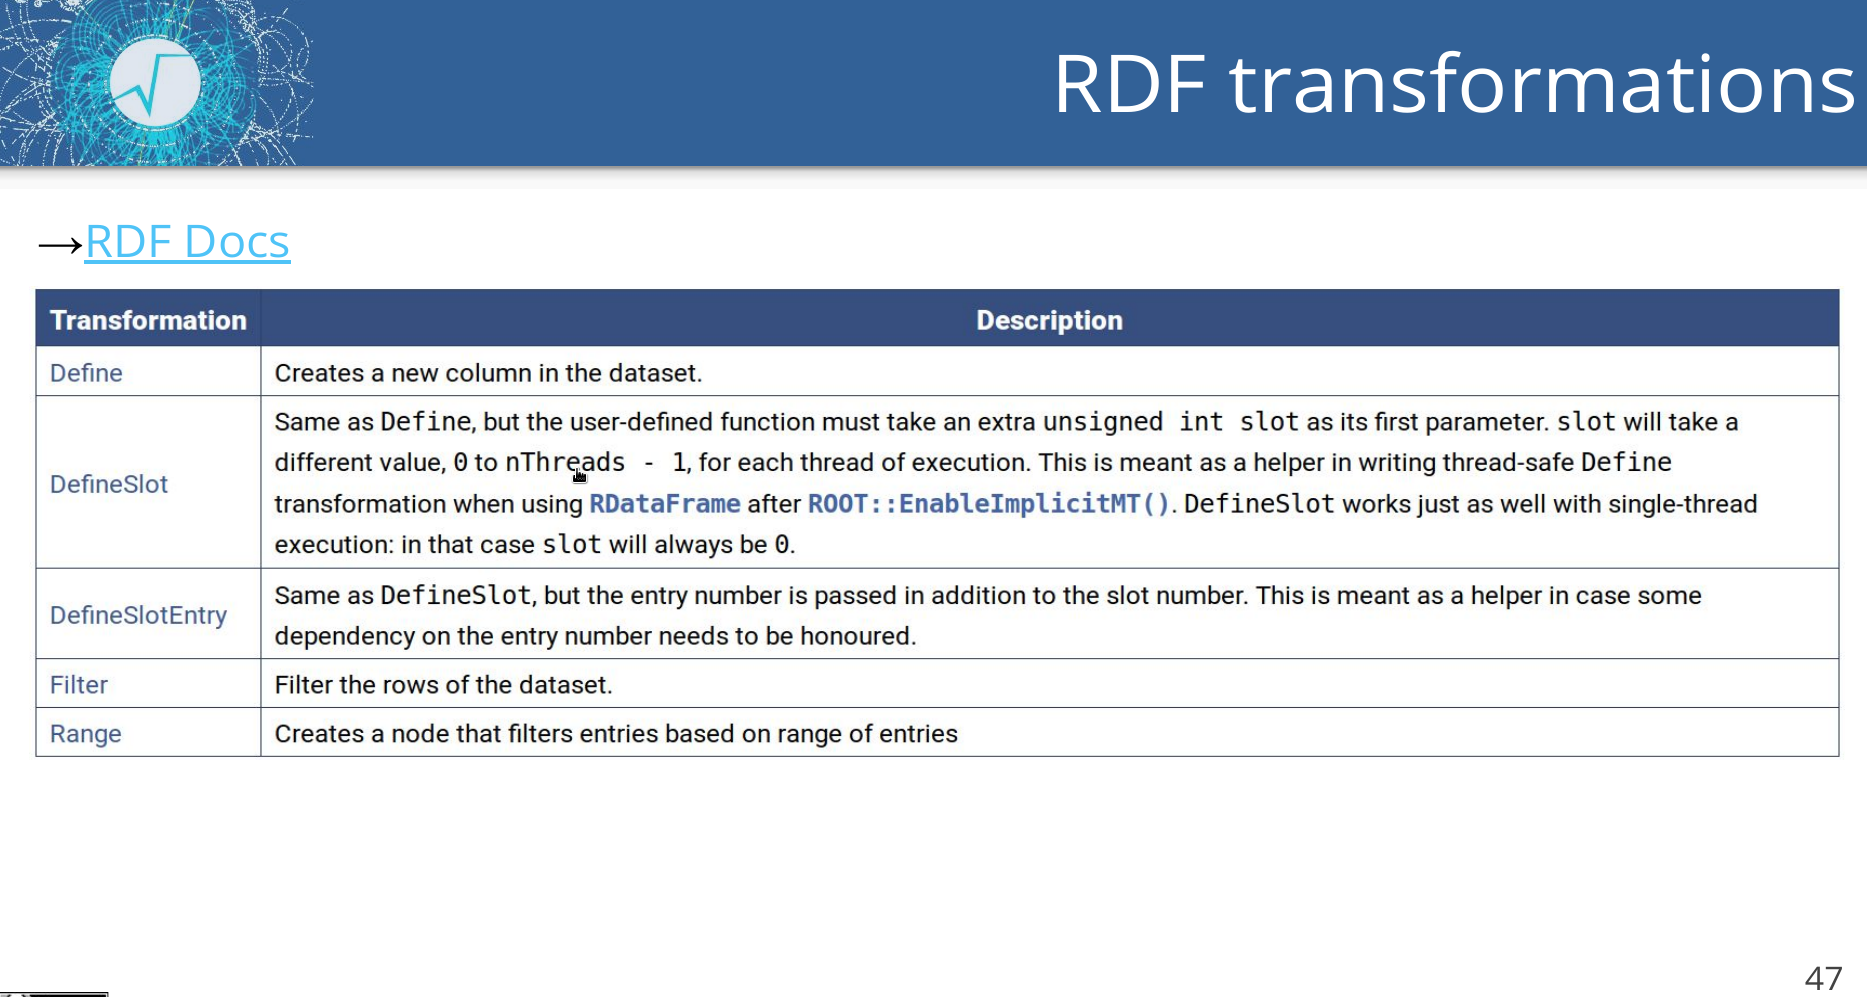 RDF transformations
→RDF Docs
Transformation Description
Define Creates a new column in the dataset.
DefineSlot Same as Define, but the user-defined function must take an extra unsigned int slot as its first parameter. slot will take a
different value, 0 to nThreads - 1, for each thread of execution. This is meant as a helper in writing thread-safe Define
transformation when using RDataFrame after ROOT::EnableImplicitMT(). DefineSlot works just as well with single-thread
execution: in that case slot will always be 0.
DefineSlotEntry Same as DefineSlot, but the entry number is passed in addition to the slot number. This is meant as a helper in case some
dependency on the entry number needs to be honoured.
Filter Filter the rows of the dataset.
Range Creates a node that filters entries based on range of entries
47